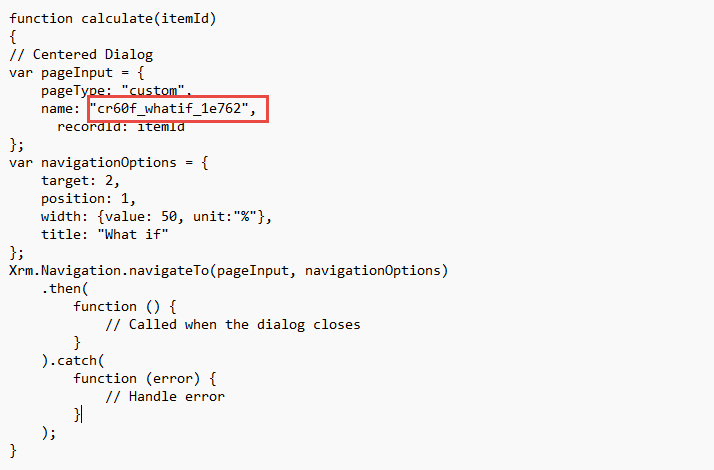 function calculate(itemId)
{
// Centered Dialog
var pageInput = {
    pageType: "custom",
    name: "cr60f_whatif_1e762",
      recordId: itemId
};
var navigationOptions = {
    target: 2,
    position: 1,
    width: {value: 50, unit:"%"},
    title: "What if"
};
Xrm.Navigation.navigateTo(pageInput, navigationOptions)
    .then(
        function () {
            // Called when the dialog closes
        }
    ).catch(
        function (error) {
            // Handle error
        }
    );
}